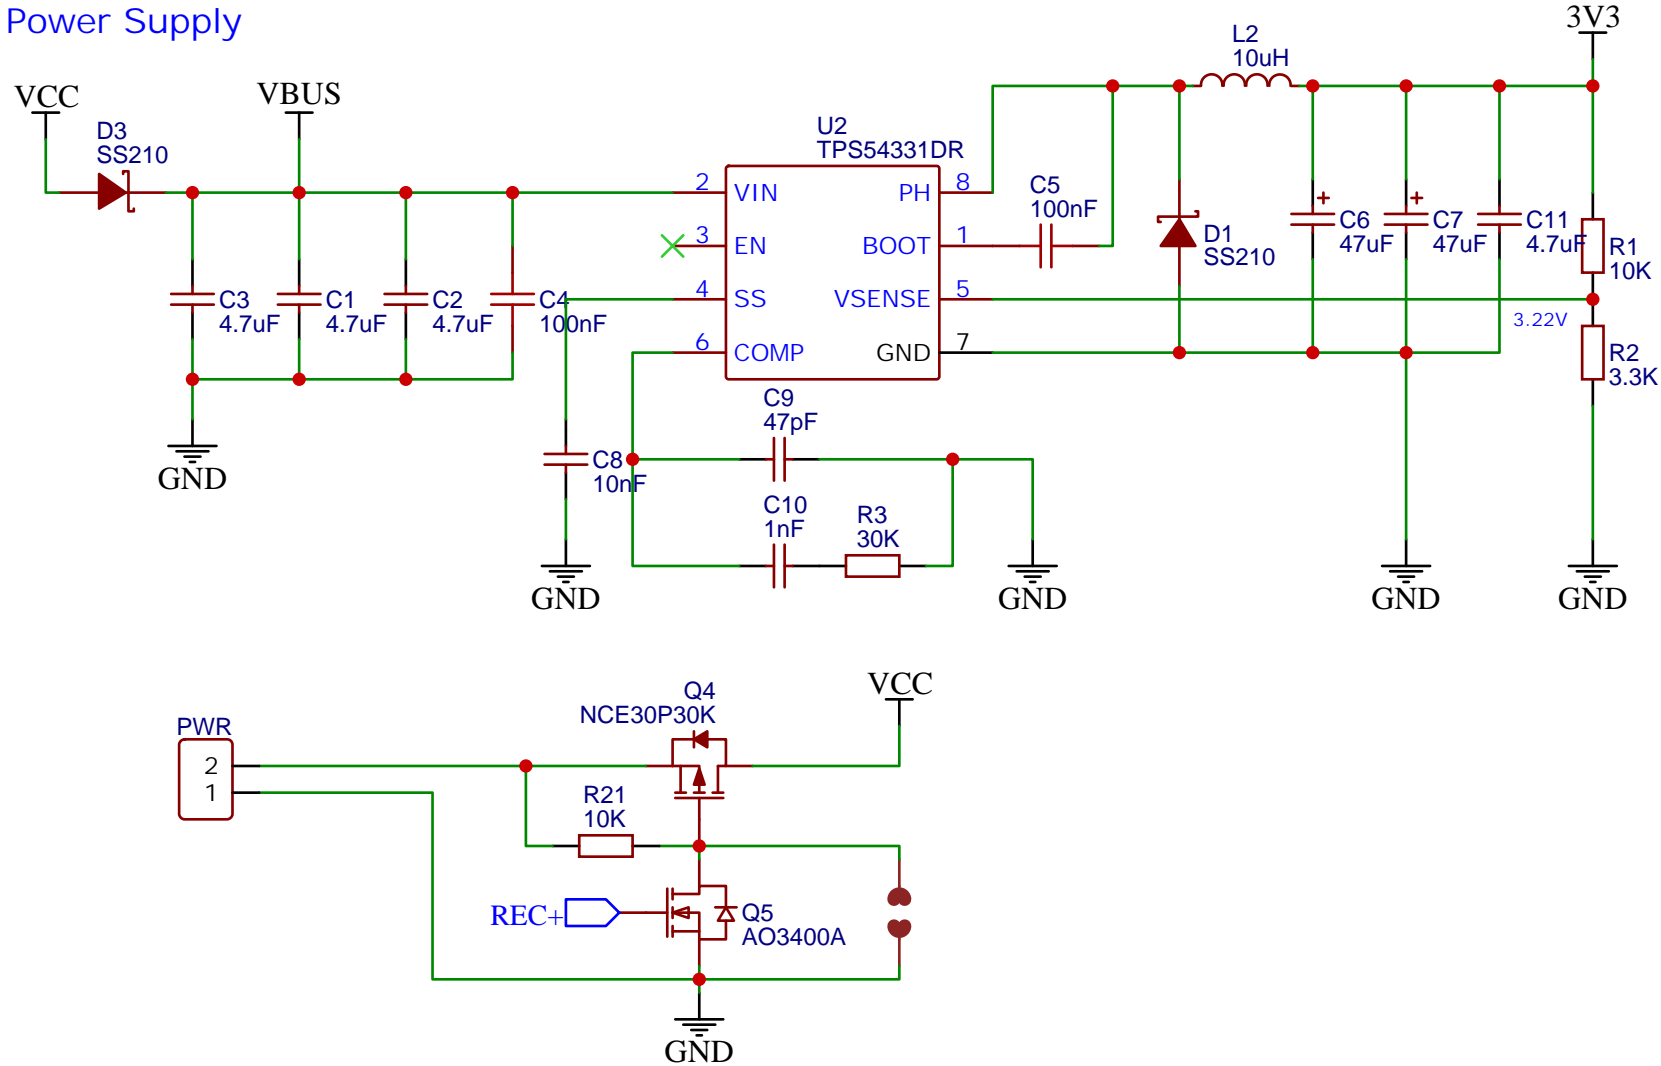 Power Supply
3V3
L2
10uH
VCC
VBUS
D3
SS210
U2
TPS54331DR
2
VIN
PH
8
C5
100nF
3
EN
BOOT
1
D1
SS210
+
C6
47uF
+
C7
47uF
C11
4.7uF
R1
10K
C3
4.7uF
C1
4.7uF
C2
4.7uF
C4
100nF
4
SS
VSENSE
5
3.22V
6
COMP
GND
7
R2
3.3K
C9
47pF
GND
C8
10nF
C10
1nF
R3
30K
GND
GND
GND
GND
Q4
NCE30P30K
VCC
PWR
2
1
R21
10K
REC+
Q5
AO3400A
GND